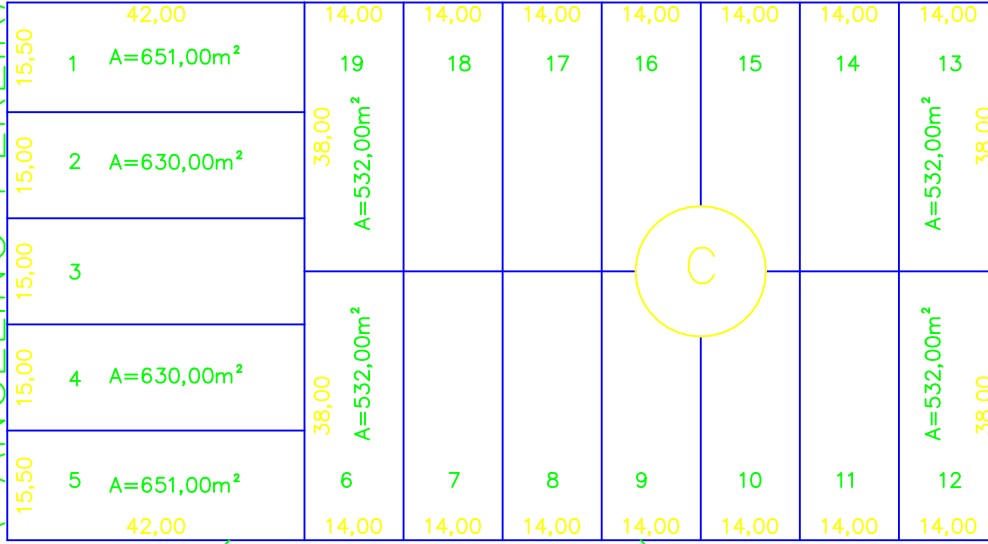 42,00 14,00 14,00 14,00 14,00 14,00 14,00 14,00
15,50 1 A=651,00m² 19 18 17 16 15 14 13
15,00 2 A=630,00m² 38,00 A=532,00m² A=532,00m² 38,00
15,00 3 C
15,00 4 A=630,00m² 38,00 A=532,00m² A=532,00m² 38,00
15,50 5 A=651,00m² 6 7 8 9 10 11 12
42,00 14,00 14,00 14,00 14,00 14,00 14,00 14,00